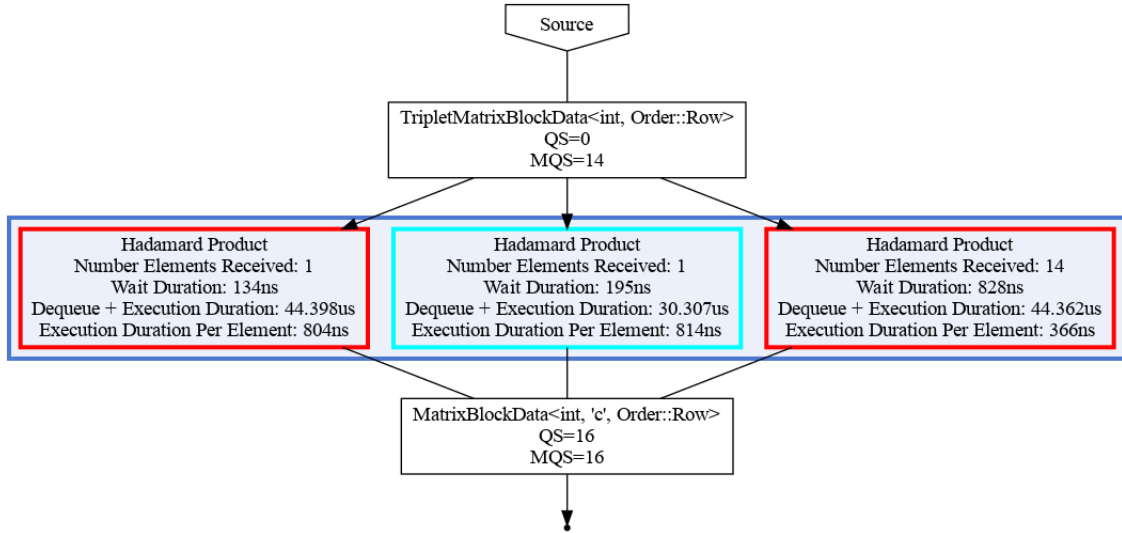 Source
TripletMatrixBlockData<int, Order::Row>
QS=0
MQS=14
Hadamard Product
Number Elements Received: 1
Wait Duration: 134ns
Dequeue + Execution Duration: 44.398us
Execution Duration Per Element: 804ns
Hadamard Product
Number Elements Received: 1
Wait Duration: 195ns
Dequeue + Execution Duration: 30.307us
Execution Duration Per Element: 814ns
Hadamard Product
Number Elements Received: 14
Wait Duration: 828ns
Dequeue + Execution Duration: 44.362us
Execution Duration Per Element: 366ns
MatrixBlockData<int, 'c', Order::Row>
QS=16
MQS=16